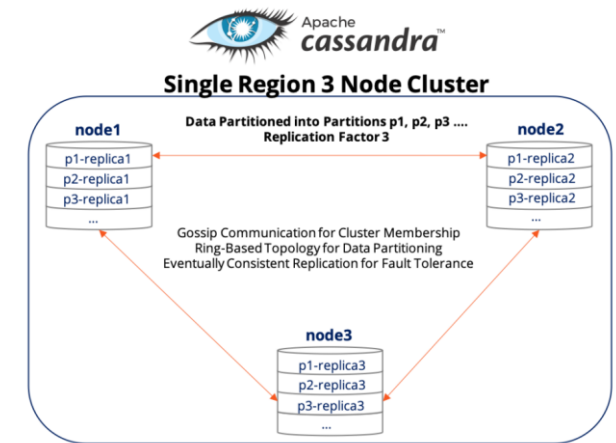 Apache
cassandra™
Single Region 3 Node Cluster
Data Partitioned into Partitions p1, p2, p3 ....
Replication Factor 3
node1
p1-replica1
p2-replica1
p3-replica1
...
node2
p1-replica2
p2-replica2
p3-replica2
...
Gossip Communication for Cluster Membership
Ring-Based Topology for Data Partitioning
Eventually Consistent Replication for Fault Tolerance
node3
p1-replica3
p2-replica3
p3-replica3
...